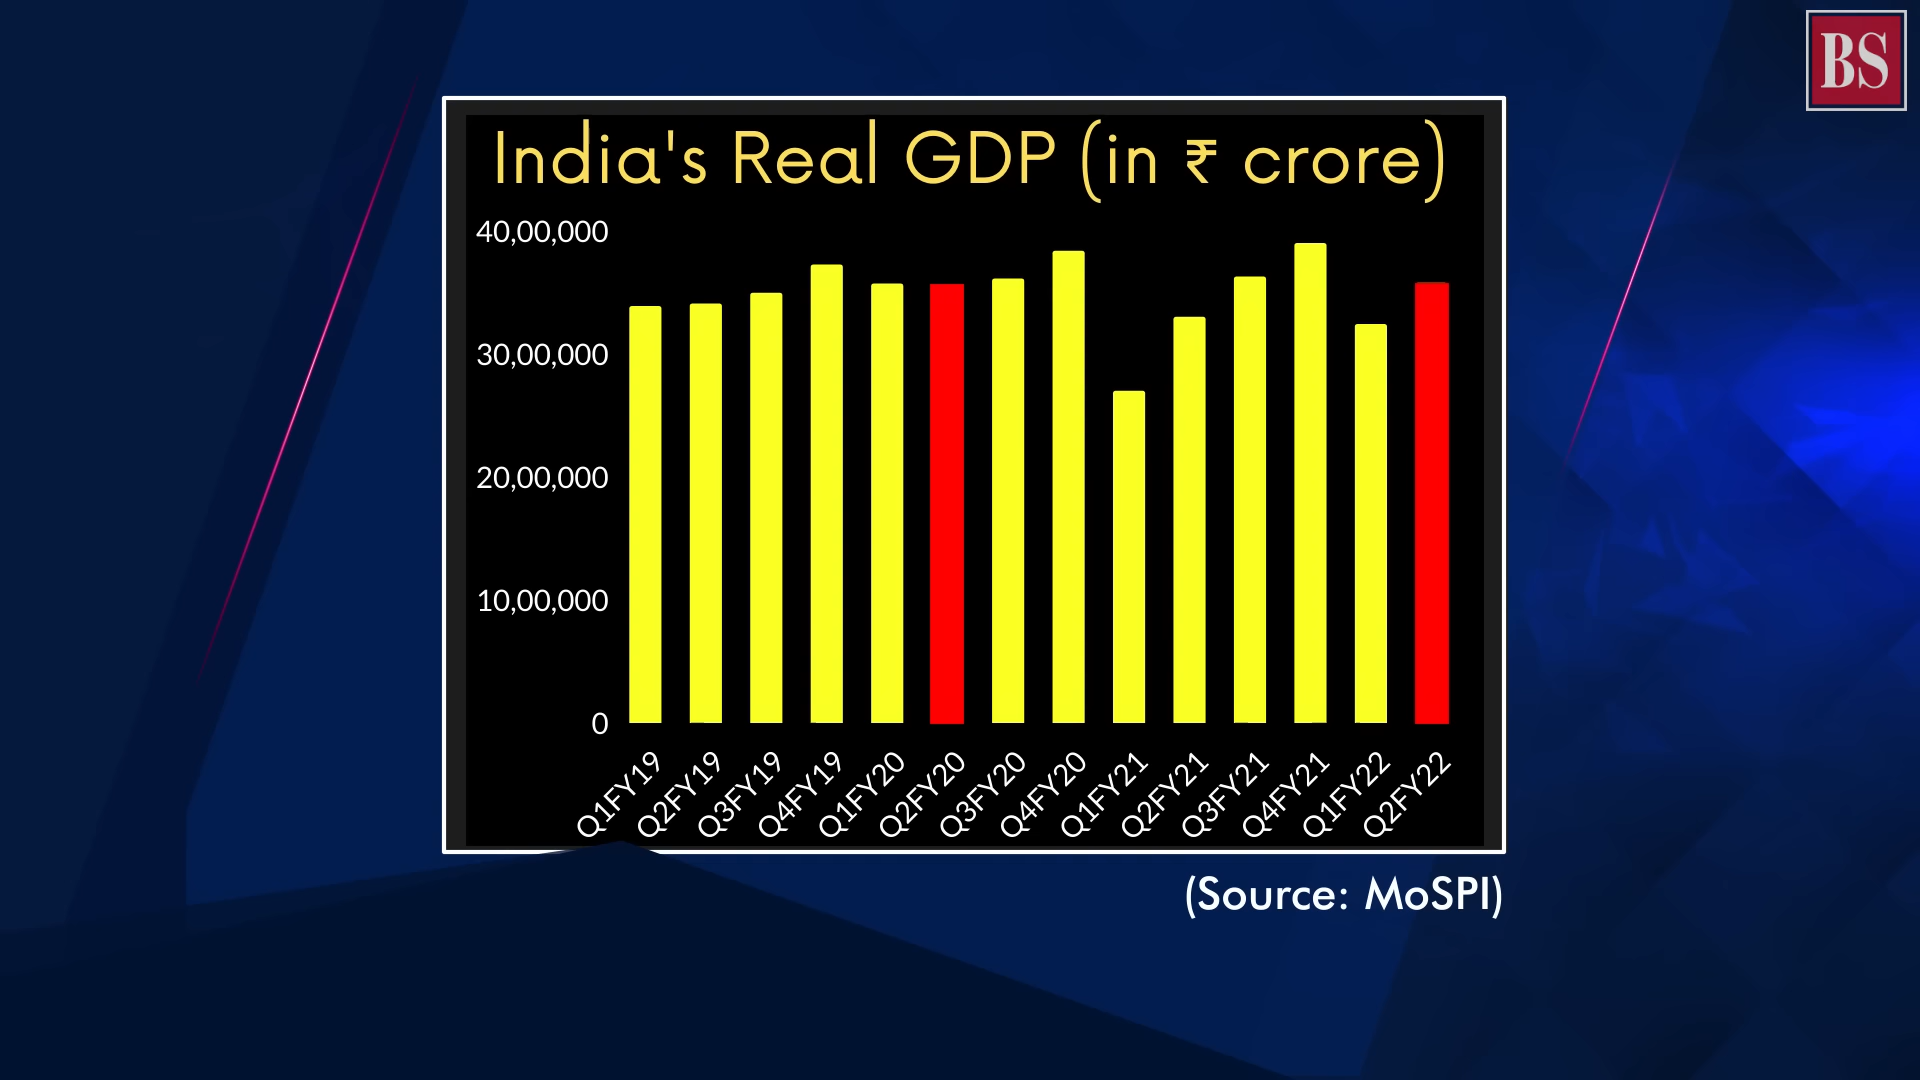 BS
India's Real GDP (in ₹ crore)
40,00,000
30,00,000
20,00,000
10,00,000
0
Q1FY19
Q2FY19
Q3FY19
Q4FY19
Q1FY20
Q2FY20
Q3FY20
Q4FY20
Q1FY21
Q2FY21
Q3FY21
Q4FY21
Q1FY22
Q2FY22
(Source: MoSPI)